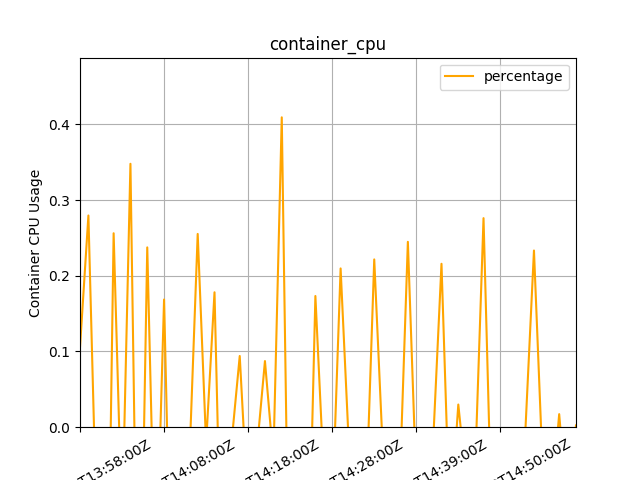 container_cpu
percentage
Container CPU Usage
0.4
0.3
0.2
0.1
0.0
T13:58:00Z
T14:08:00Z
T14:18:00Z
T14:28:00Z
T14:39:00Z
T14:50:00Z